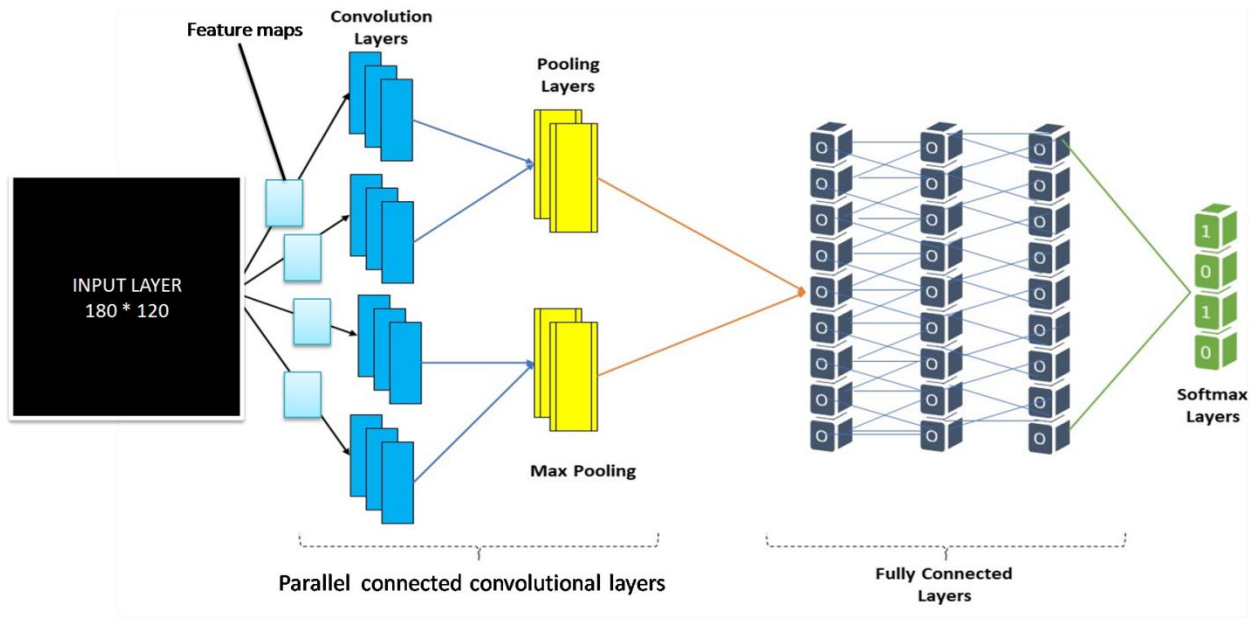 Feature maps
Convolution
Layers
Pooling
Layers
INPUT LAYER
180 * 120
Max Pooling
Parallel connected convolutional layers
O O O
O O O
O O O
O O O
O O O
O O O
O O O
O O O
O O O
Fully Connected
Layers
1
0
1
0
Softmax
Layers